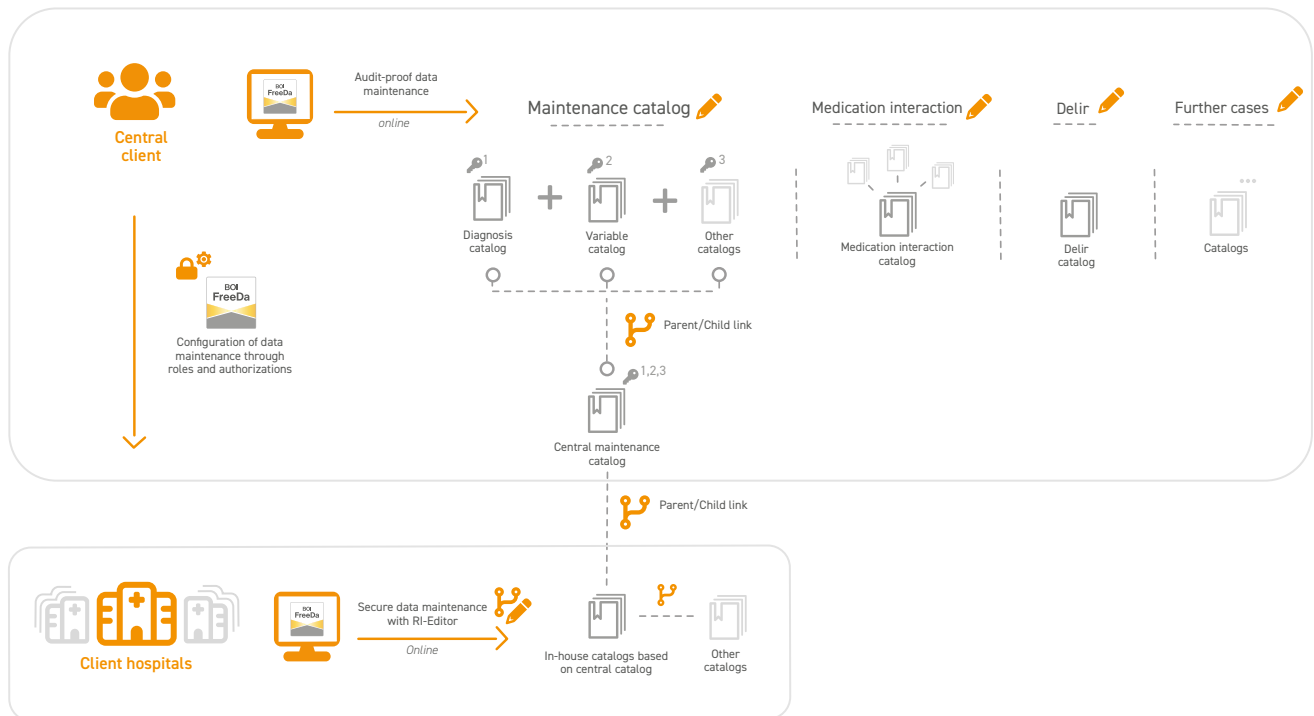 Central
client
BOI
FreeDa
Audit-proof data
maintenance
online
Maintenance catalog
Medication interaction
Delir
Further cases
1
2
3
Diagnosis
catalog
Variable
catalog
Other
catalogs
Medication interaction
catalog
Delir
catalog
...
Catalogs
BOI
FreeDa
Configuration of data
maintenance through
roles and authorizations
Parent/Child link
1,2,3
Central maintenance
catalog
Parent/Child link
Client hospitals
BOI
FreeDa
Secure data maintenance
with RI-Editor
Online
In-house catalogs based
on central catalog
Other
catalogs